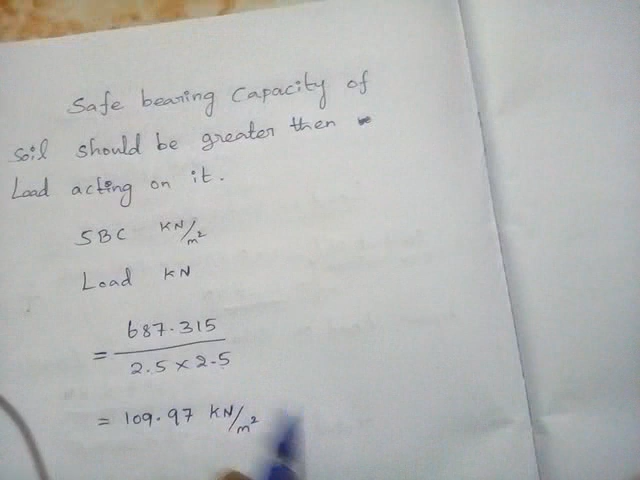 Safe bearing Capacity of
soil should be greater then
Load acting on it.
SBC KN/m²
Load KN
= 687.315
2.5 × 2.5
= 109.97 KN/m²